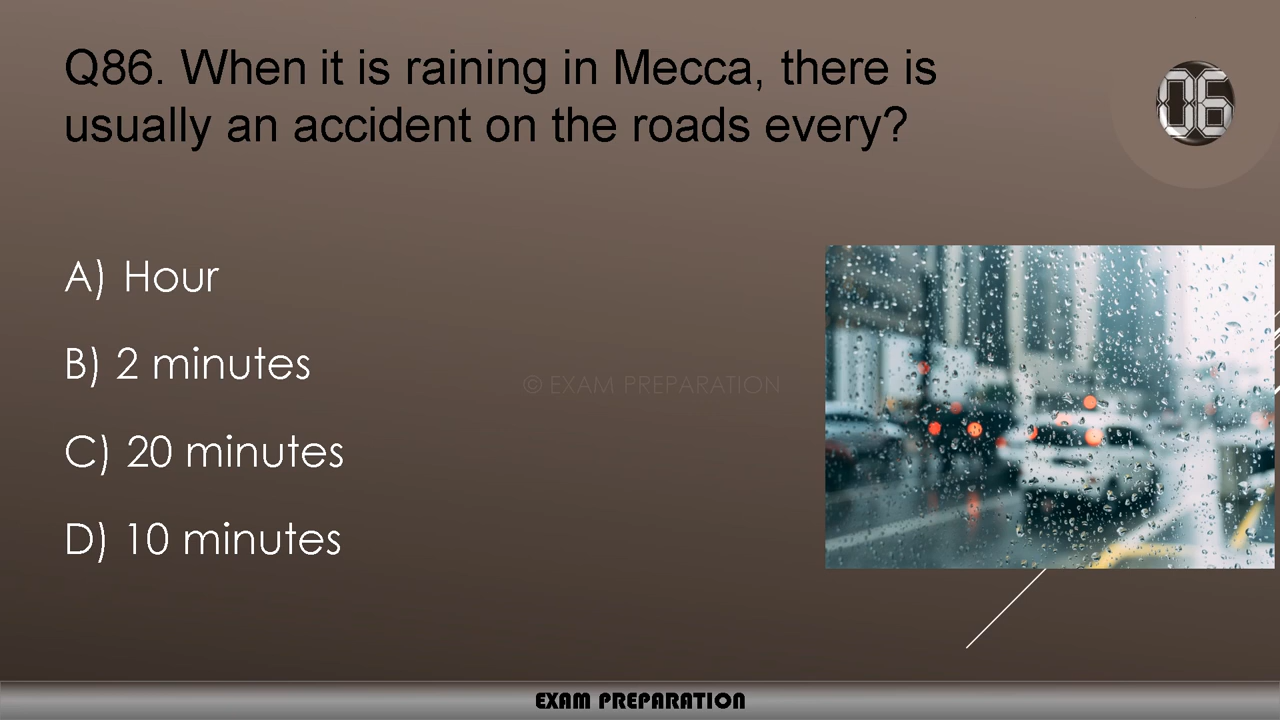 Q86. When it is raining in Mecca, there is
usually an accident on the roads every?
06
A) Hour
B) 2 minutes
C) 20 minutes
D) 10 minutes
© EXAM PREPARATION
EXAM PREPARATION